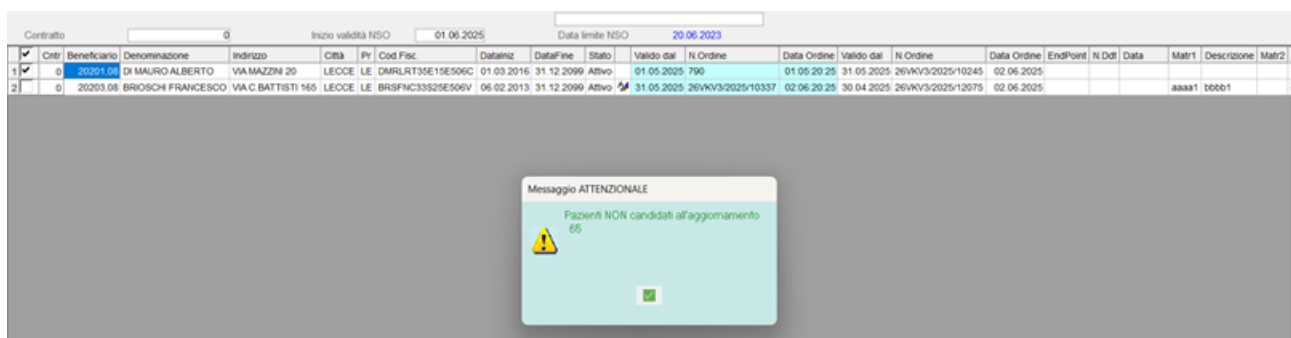 Contratto 0 Inizio validità NSO 01.06.2025 Data limite NSO 20.06.2023
Cntr Beneficiario Denominazione Indirizzo Città Pr Cod.Fisc. DataIniz DataFine Stato Valido dal N.Ordine Data Ordine Valido dal N.Ordine Data Ordine EndPoint N.Ddt Data Matr1 Descrizione Matr2
1 0 20201,08 DI MAURO ALBERTO VIA MAZZINI 20 LECCE LE DMRLRT35E15E506C 01.03.2016 31.12.2099 Attivo 01.05.2025 790 01:05:20:25 31.05.2025 26VKV3/2025/10245 02.06.2025
2 0 20203,08 BRIOSCHI FRANCESCO VIA C.BATTISTI 165 LECCE LE BRSFNC33S25E506V 06.02.2013 31.12.2099 Attivo 31.05.2025 26VKV3/2025/10337 02:06:20:25 30.04.2025 26VKV3/2025/12075 02.06.2025 aaaa1 bbbb1
Messaggio ATTENZIONALE
Pazienti NON candidati all'aggiornamento
65